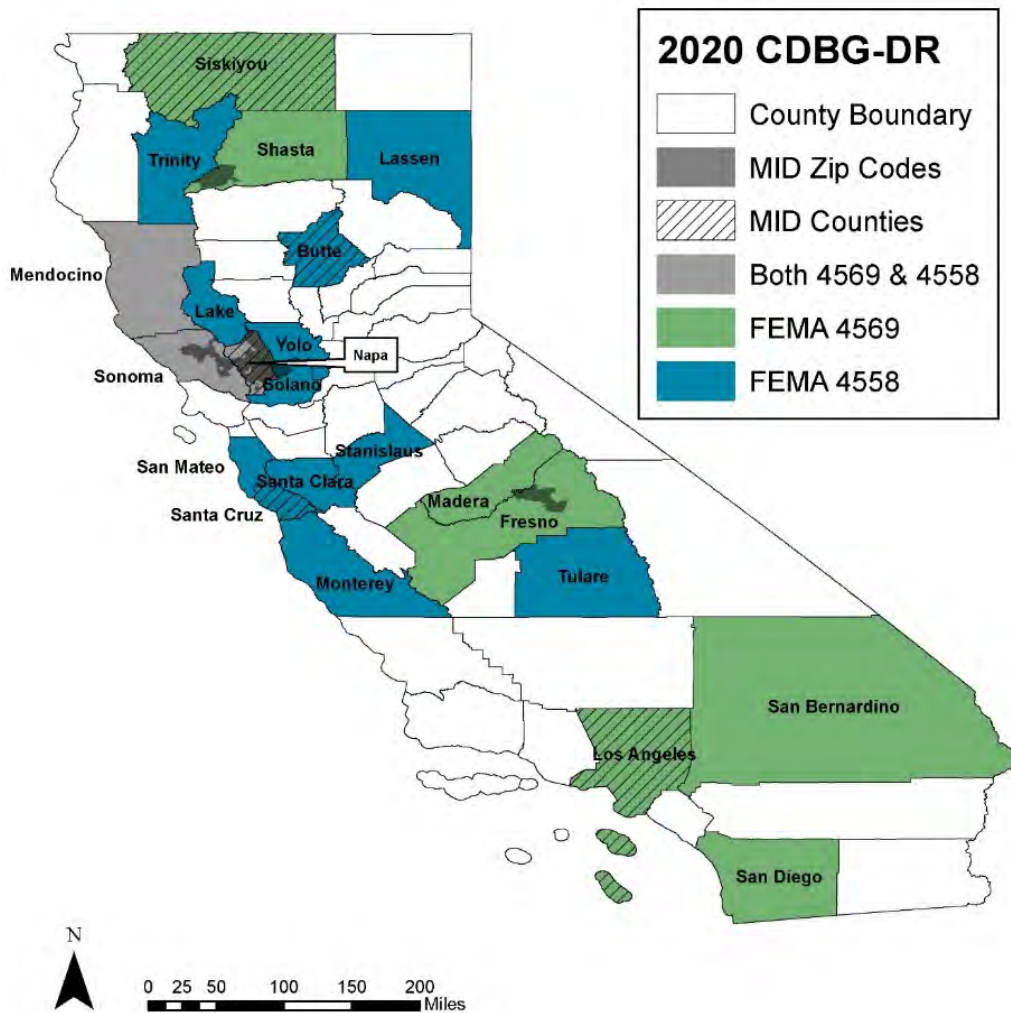 2020 CDBG-DR
County Boundary
MID Zip Codes
MID Counties
Both 4569 & 4558
FEMA 4569
FEMA 4558
Siskiyou
Trinity
Shasta
Lassen
Butte
Mendocino
Lake
Yolo
Napa
Sonoma
Solano
Stanislaus
San Mateo
Santa Clara
Madera
Santa Cruz
Fresno
Monterey
Tulare
San Bernardino
Los Angeles
San Diego
N
0 25 50 100 150 200
Miles